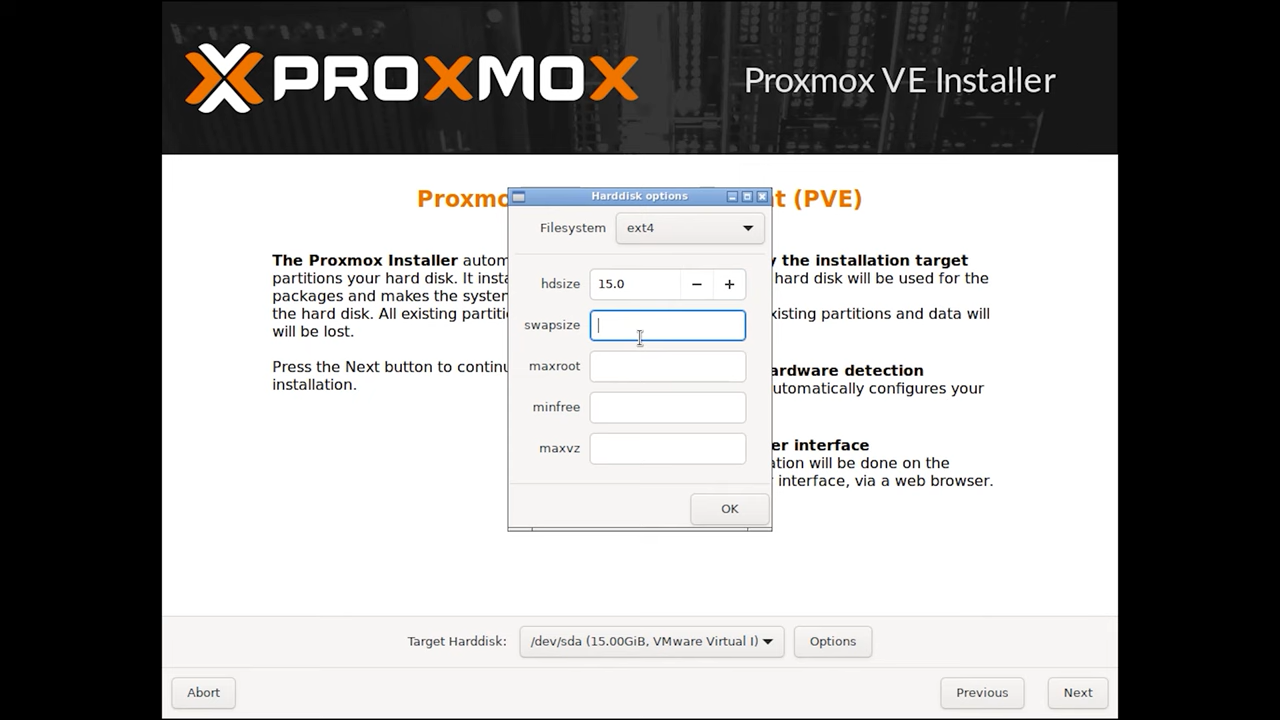 PROXMOX
Proxmox VE Installer
Proxmo
t (PVE)
Harddisk options
Filesystem ext4
hdsize 15.0
swapsize
maxroot
minfree
maxvz
OK
The Proxmox Installer autom
partitions your hard disk. It insta
packages and makes the system
the hard disk. All existing partitio
will be lost.
Press the Next button to continu
installation.
y the installation target
hard disk will be used for the
xisting partitions and data will
ardware detection
utomatically configures your
er interface
ation will be done on the
interface, via a web browser.
Target Harddisk: /dev/sda (15.00GiB, VMware Virtual I) Options
Abort Previous Next